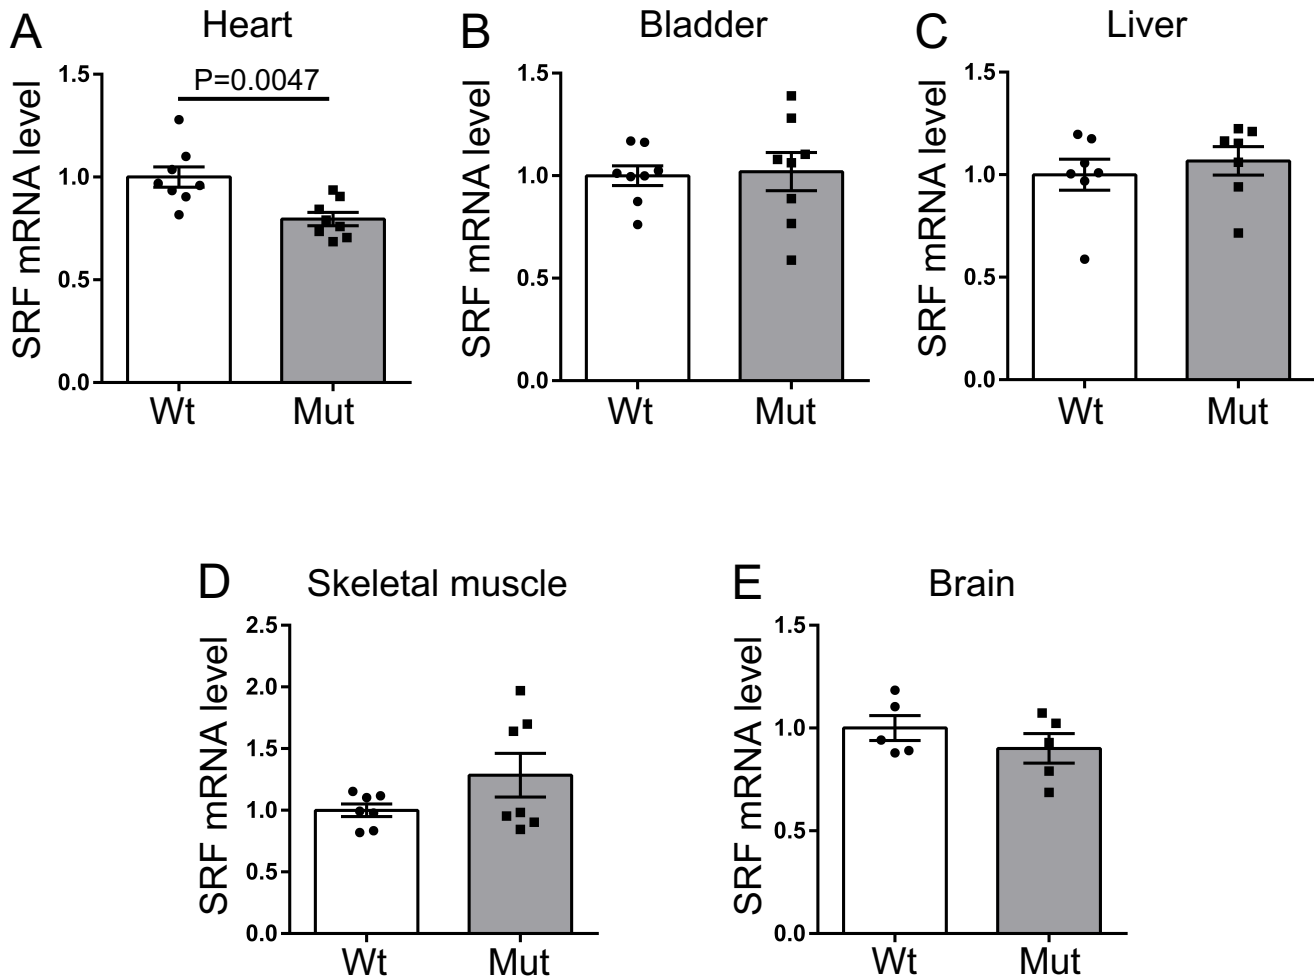 A Heart
SRF mRNA level
1.5
1.0
0.5
0.0
P=0.0047
Wt Mut
B Bladder
SRF mRNA level
1.5
1.0
0.5
0.0
Wt Mut
C Liver
SRF mRNA level
1.5
1.0
0.5
0.0
Wt Mut
D Skeletal muscle
SRF mRNA level
2.5
2.0
1.5
1.0
0.5
0.0
Wt Mut
E Brain
SRF mRNA level
1.5
1.0
0.5
0.0
Wt Mut